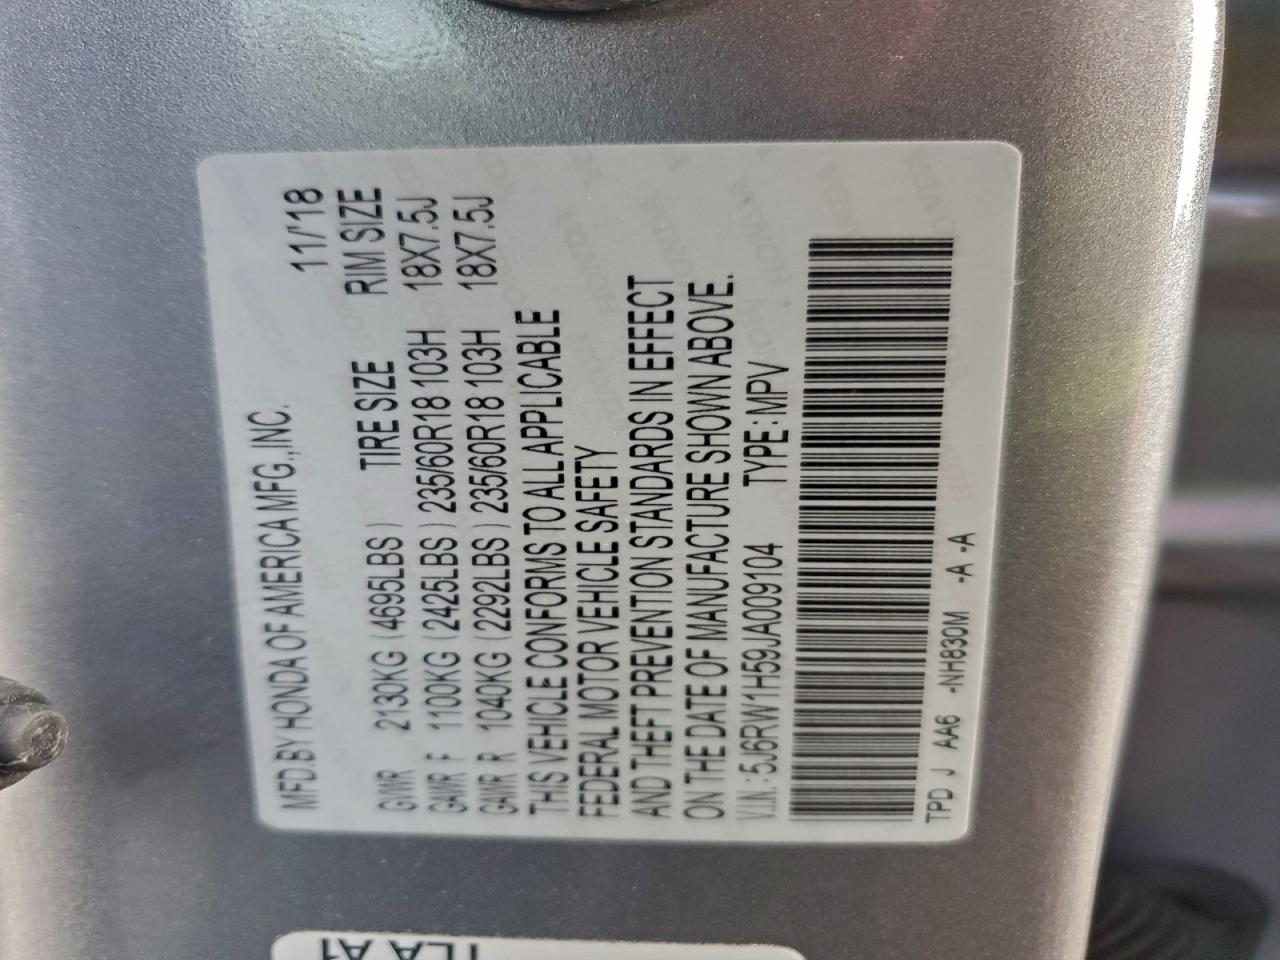 MFD.BY HONDA OF AMERICA MFG.,INC. 11/'18
TIRE SIZE RIM SIZE
GVWR 2130KG (4695LBS)
GAWR F 1100KG (2425LBS) 235/60R18 103H 18X7.5J
GAWR R 1040KG (2292LBS) 235/60R18 103H 18X7.5J
THIS VEHICLE CONFORMS TO ALL APPLICABLE
FEDERAL MOTOR VEHICLE SAFETY
AND THEFT PREVENTION STANDARDS IN EFFECT
ON THE DATE OF MANUFACTURE SHOWN ABOVE.
V.I.N.: 5J6RW1H59JA009104 TYPE: MPV
TPD J AA6 -NH830M -A -A
HONDA